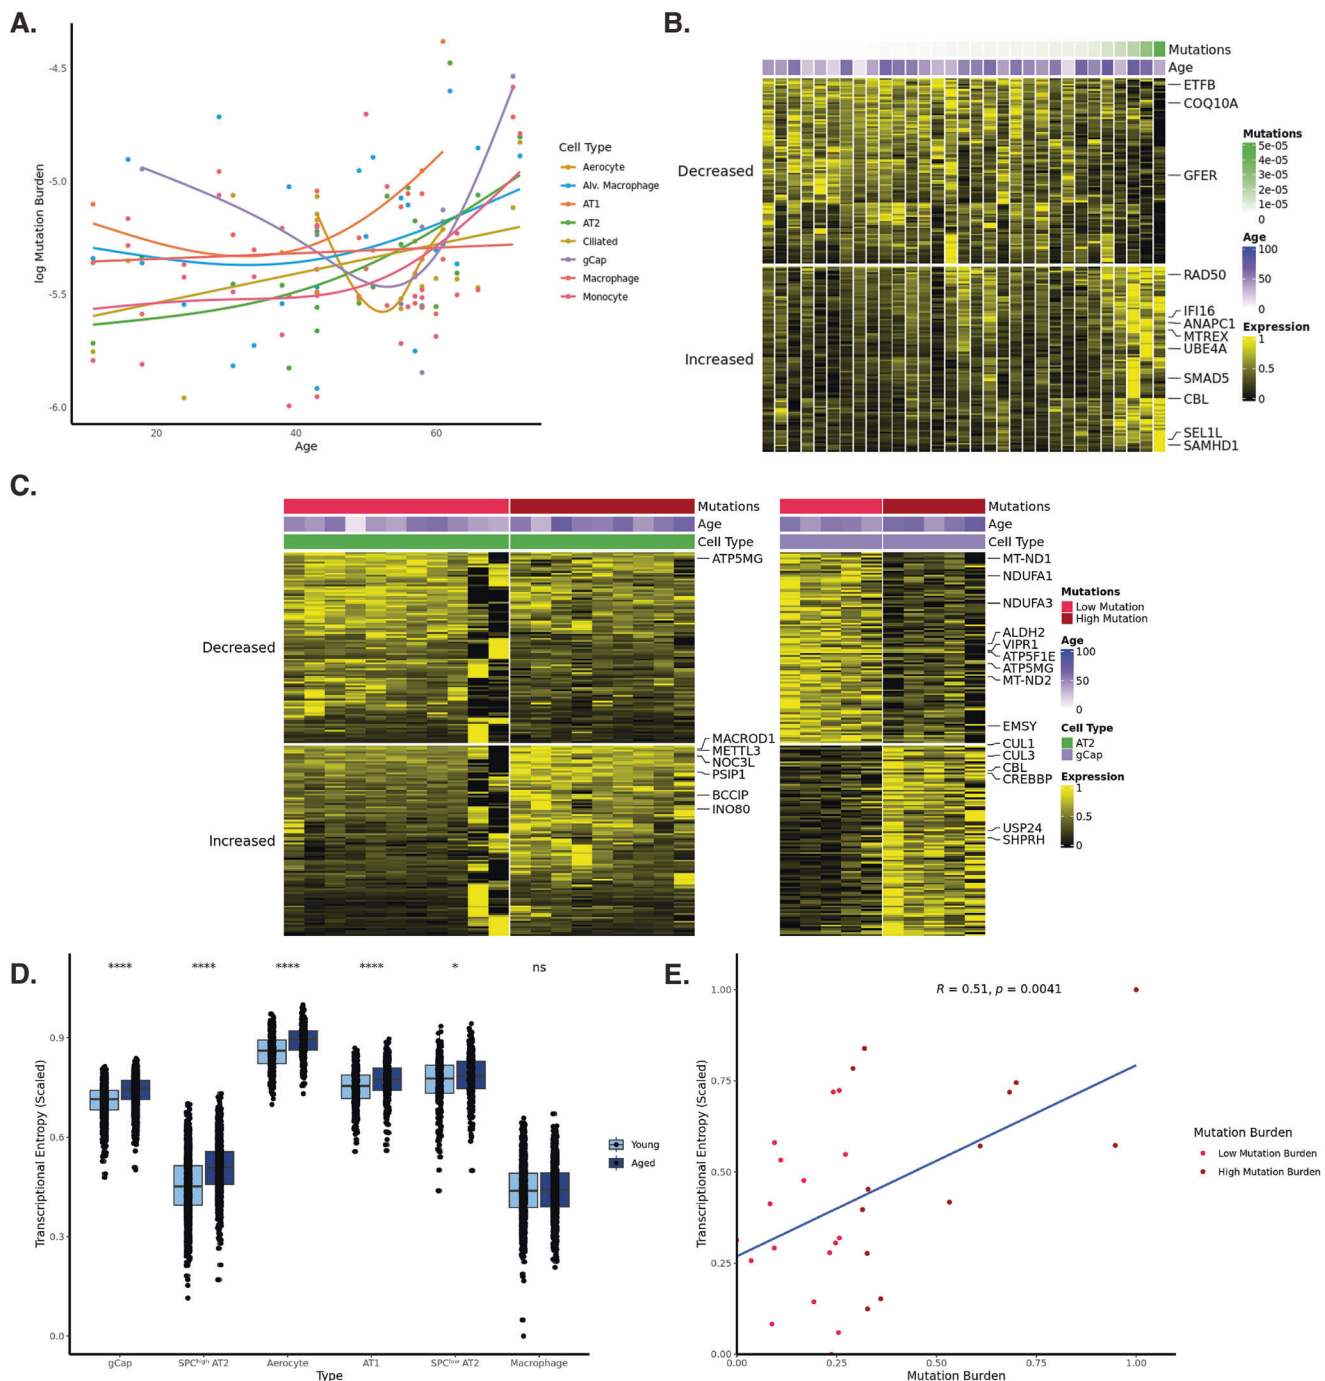 A.
-4.5
-5.0
-5.5
-6.0
log Mutation Burden
20
40
60
Age
Cell Type
Aerocyte
Alv. Macrophage
AT1
AT2
Ciliated
gCap
Macrophage
Monocyte
B.
Mutations
Age
Decreased
Increased
ETFB
COQ10A
GFER
RAD50
IFI16
ANAPC1
MTREX
UBE4A
SMAD5
CBL
SEL1L
SAMHD1
Mutations
5e-05
4e-05
3e-05
2e-05
1e-05
0
Age
100
50
0
Expression
1
0.5
0
C.
Mutations
Age
Cell Type
Decreased
Increased
ATP5MG
MACROD1
METTL3
NOC3L
PSIP1
BCCIP
INO80
Mutations
Age
Cell Type
MT-ND1
NDUFA1
NDUFA3
ALDH2
VIPR1
ATP5F1E
ATP5MG
MT-ND2
EMSY
CUL1
CUL3
CBL
CREBBP
USP24
SHPRH
Mutations
Low Mutation
High Mutation
Age
100
50
0
Cell Type
AT2
gCap
Expression
1
0.5
0
D.
**** **** **** **** * ns
0.9
0.6
0.3
0.0
Transcriptional Entropy (Scaled)
gCap
SPCʰⁱᵍʰ AT2
Aerocyte
AT1
SPCˡᵒʷ AT2
Macrophage
Type
Young
Aged
E.
R = 0.51, p = 0.0041
1.00
0.75
0.50
0.25
0.00
Transcriptional Entropy (Scaled)
0.00
0.25
0.50
0.75
1.00
Mutation Burden
Mutation Burden
Low Mutation Burden
High Mutation Burden